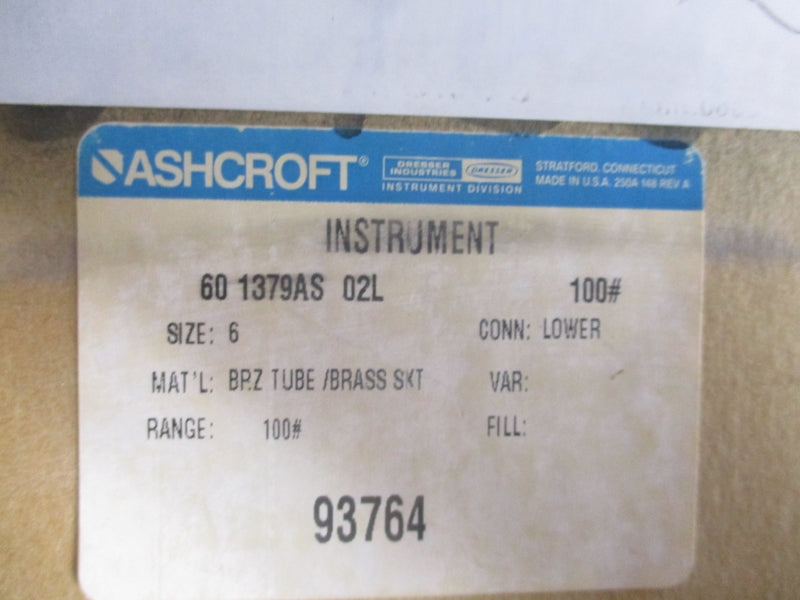 ASHCROFT®
DRESSER INDUSTRIES
DRESSER
INSTRUMENT DIVISION
STRATFORD, CONNECTICUT
MADE IN U.S.A. 250A 168 REV A
INSTRUMENT
60 1379AS 02L 100#
SIZE: 6 CONN: LOWER
MAT'L: BRZ TUBE /BRASS SKT VAR:
RANGE: 100# FILL:
93764